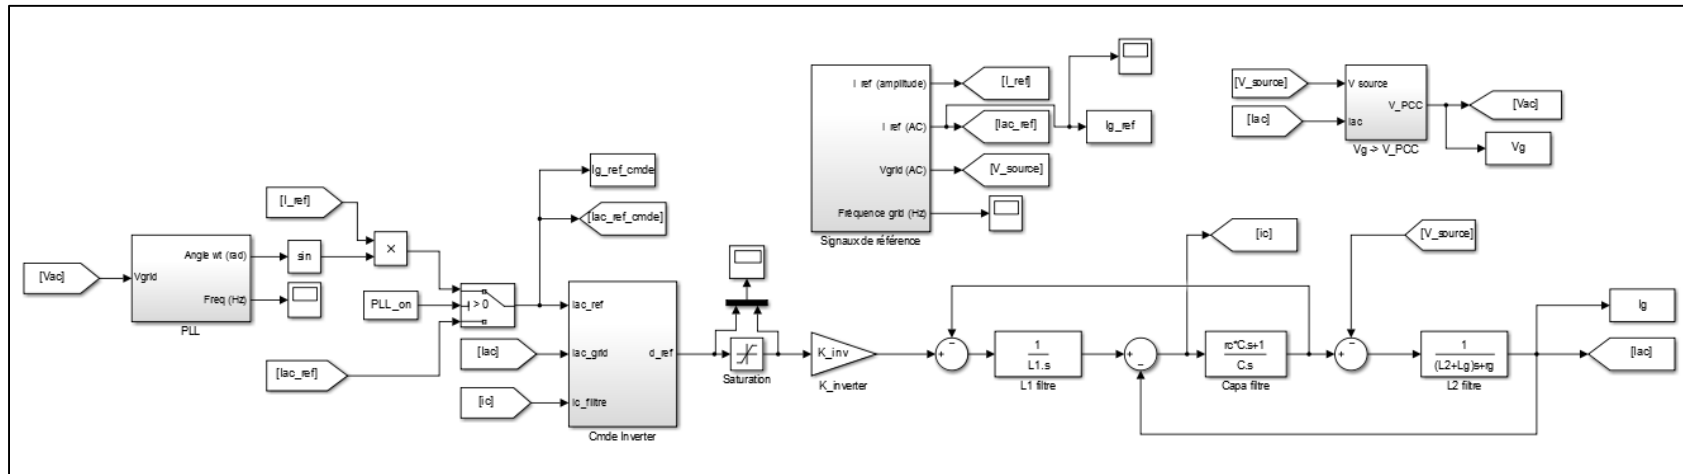 [Vac]
Vgrid
Angle wt (rad)
Freq (Hz)
PLL
[I_ref]
sin
×
PLL_on
[Iac_ref]
> 0
Ig_ref_cmde
[Iac_ref_cmde]
[Iac]
[ic]
Iac_ref
Iac_grid
Ic_filtre
d_ref
Cmde Inverter
Saturation
K_inv
K_inverter
I ref (amplitude)
I ref (AC)
Vgrid (AC)
Fréquence grid (Hz)
Signaux de référence
[I_ref]
[Iac_ref]
Ig_ref
[V_source]
[V_source]
[Iac]
V source
Iac
V_PCC
Vg -> V_PCC
[Vac]
Vg
+
−
1
L1.s
L1 filtre
+
−
[ic]
rc*C.s+1
C.s
Capa filtre
[V_source]
+
−
1
(L2+Lg)s+rg
L2 filtre
Ig
[Iac]